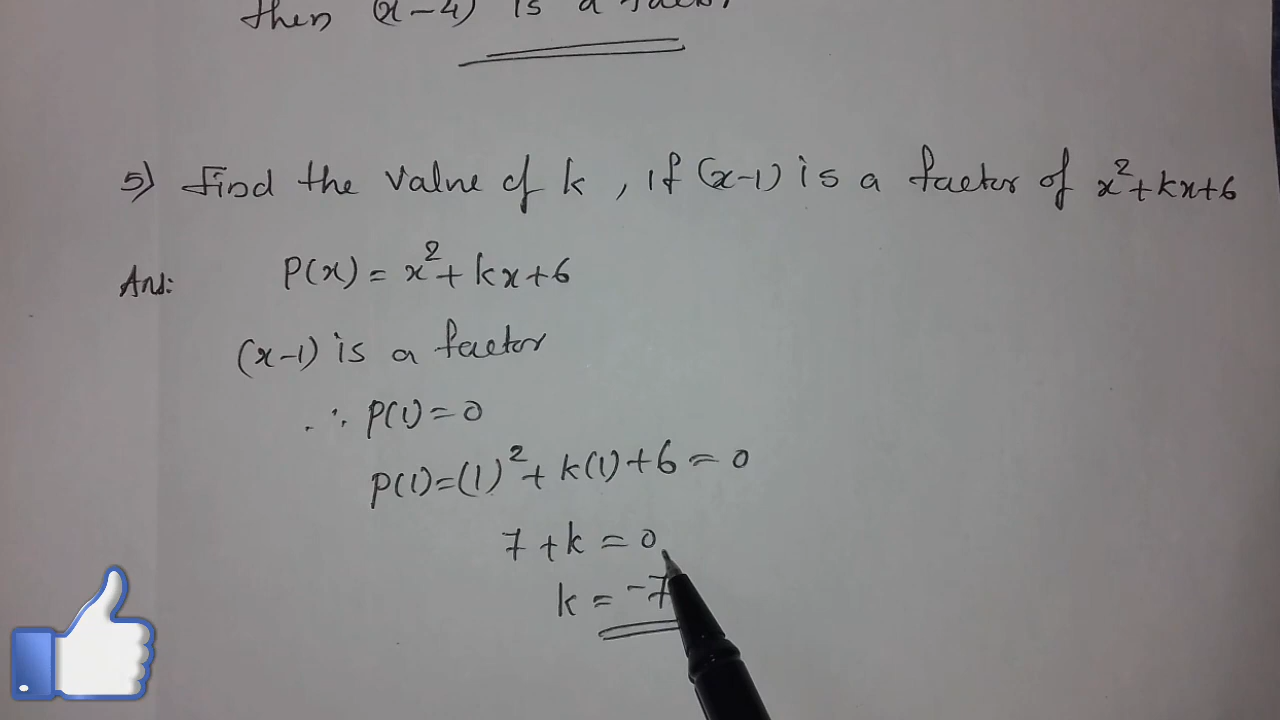 then (x-4) is a
5) Find the value of k, if (x-1) is a factor of x²+kx+6
Ans: P(x) = x²+kx+6
(x-1) is a factor
∴ P(1)=0
P(1)=(1)²+k(1)+6=0
7+k=0
k=-7